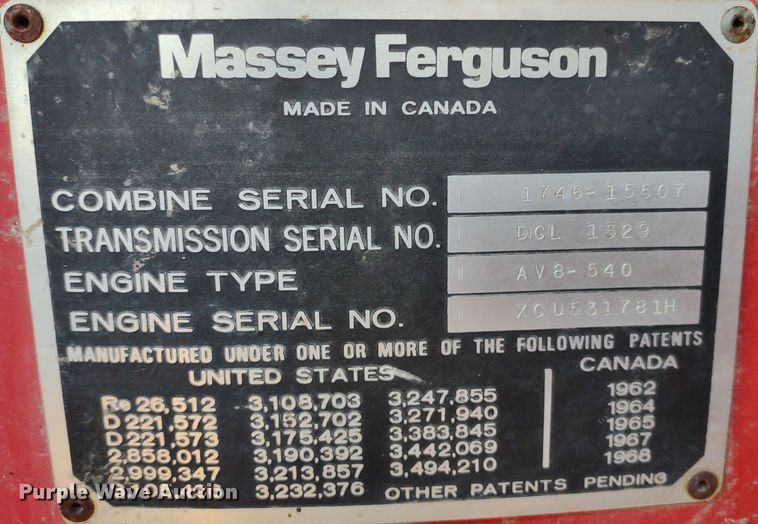 Massey Ferguson
MADE IN CANADA
COMBINE SERIAL NO. 1746-15507
TRANSMISSION SERIAL NO. DCL 1329
ENGINE TYPE AV8-540
ENGINE SERIAL NO. XCU531781H
MANUFACTURED UNDER ONE OR MORE OF THE FOLLOWING PATENTS
UNITED STATES CANADA
Re 26,512 3,108,703 3,247,855 1962
D 221,572 3,152,702 3,271,940 1964
D 221,573 3,175,425 3,383,845 1965
2,858,012 3,190,392 3,442,069 1967
2,999,347 3,213,857 3,494,210 1968
3,232,376 OTHER PATENTS PENDING
Purple Wave Auction